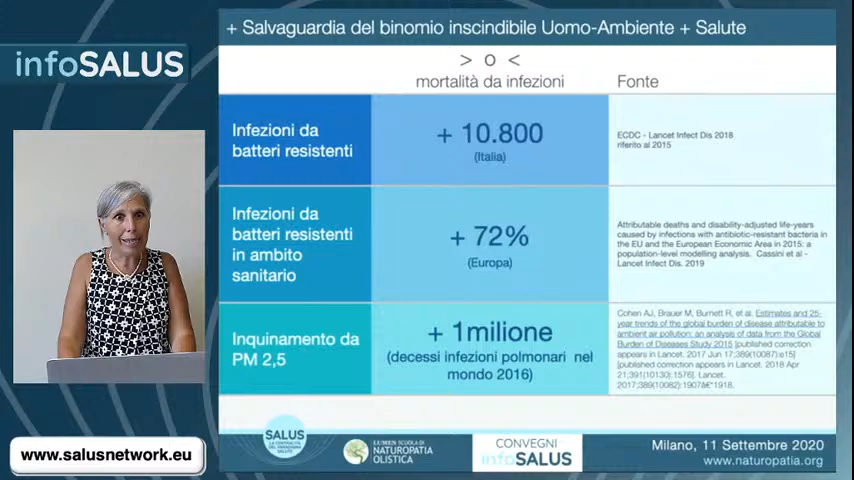 infoSALUS
+ Salvaguardia del binomio inscindibile Uomo-Ambiente + Salute
> o <
mortalità da infezioni
Fonte
Infezioni da
batteri resistenti
+ 10.800
(Italia)
ECDC - Lancet Infect Dis 2018
riferito al 2015
Infezioni da
batteri resistenti
in ambito
sanitario
+ 72%
(Europa)
Attributable deaths and disability-adjusted life-years
caused by infections with antibiotic-resistant bacteria in
the EU and the European Economic Area in 2015: a
population-level modelling analysis. Cassini et al -
Lancet Infect Dis. 2019
Inquinamento da
PM 2,5
+ 1milione
(decessi infezioni polmonari nel
mondo 2016)
Cohen AJ, Brauer M, Burnett R, et al. Estimates and 25-
year trends of the global burden of disease attributable to
ambient air pollution: an analysis of data from the Global
Burden of Diseases Study 2015 [published correction
appears in Lancet. 2017 Jun 17;389(10087):e15]
[published correction appears in Lancet. 2018 Apr
21;391(10130):1576]. Lancet.
2017;389(10082):1907â€"1918.
SALUS
LUMEN SCUOLA DI
NATUROPATIA
OLISTICA
CONVEGNI
infoSALUS
Milano, 11 Settembre 2020
www.naturopatia.org
www.salusnetwork.eu